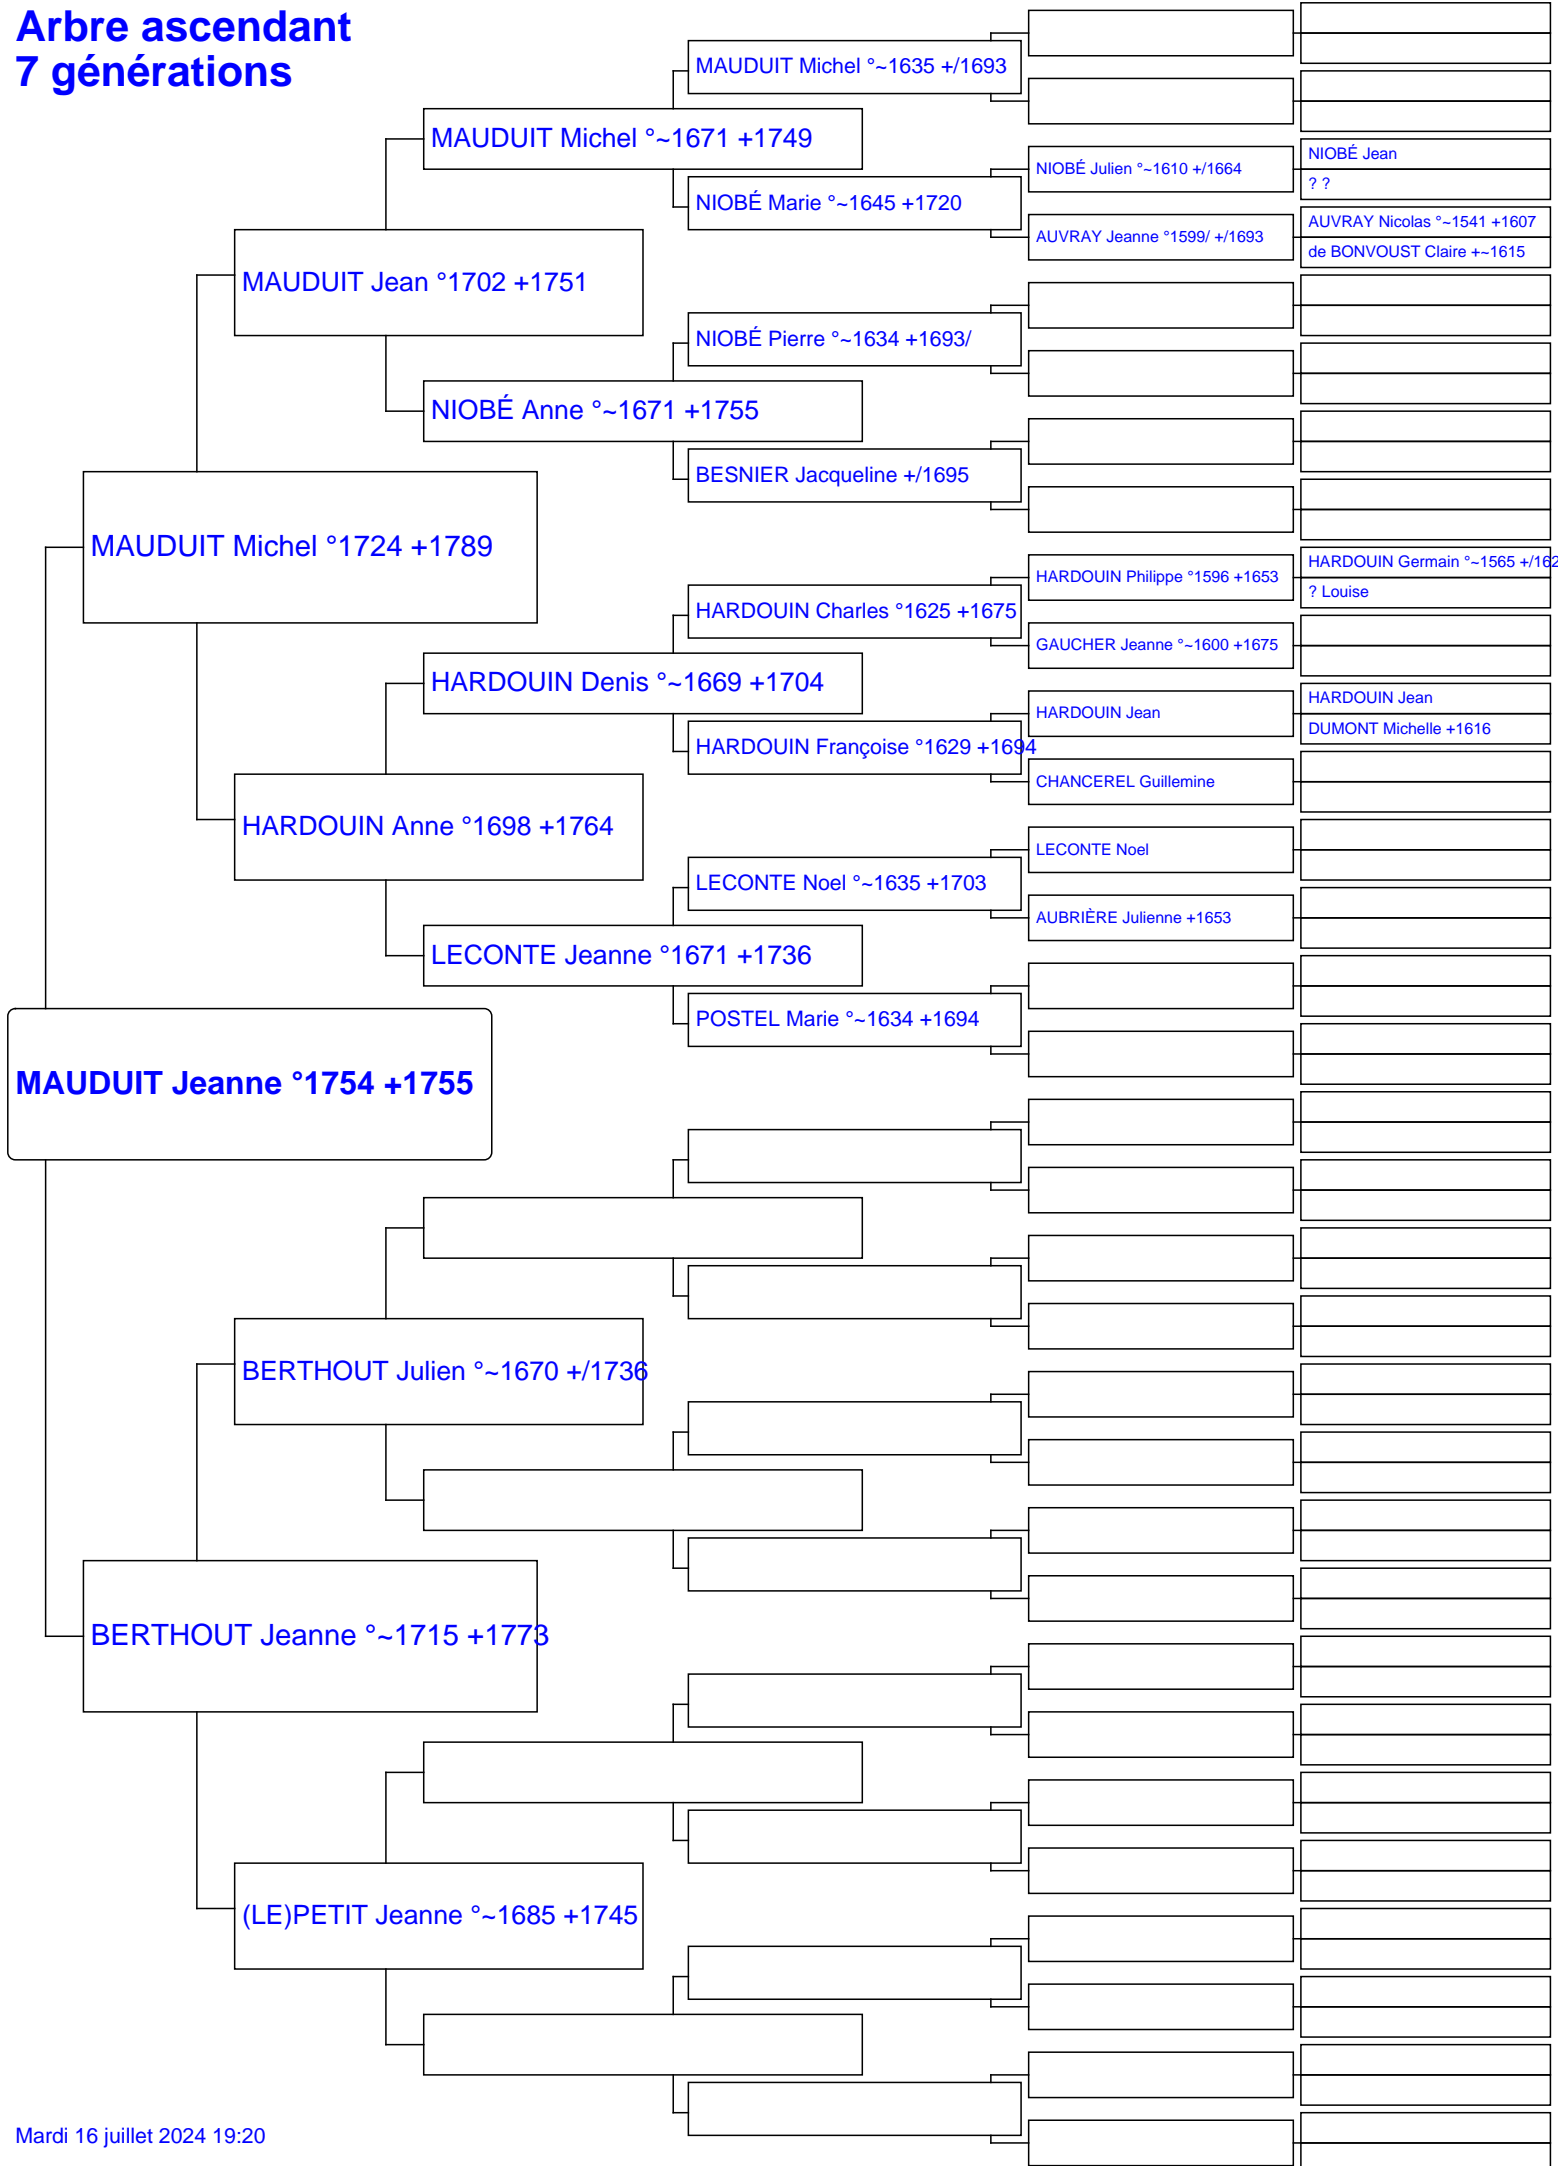 Arbre ascendant
7 générations
MAUDUIT Michel °~1635 +/1693
MAUDUIT Michel °~1671 +1749
NIOBÉ Jean
NIOBÉ Julien °~1610 +/1664
? ?
NIOBÉ Marie °~1645 +1720
AUVRAY Nicolas °~1541 +1607
AUVRAY Jeanne °1599/ +/1693
de BONVOUST Claire +~1615
MAUDUIT Jean °1702 +1751
NIOBÉ Pierre °~1634 +1693/
NIOBÉ Anne °~1671 +1755
BESNIER Jacqueline +/1695
MAUDUIT Michel °1724 +1789
HARDOUIN Germain °~1565 +/162
HARDOUIN Philippe °1596 +1653
? Louise
HARDOUIN Charles °1625 +1675
GAUCHER Jeanne °~1600 +1675
HARDOUIN Denis °~1669 +1704
HARDOUIN Jean
HARDOUIN Jean
DUMONT Michelle +1616
HARDOUIN Françoise °1629 +1694
CHANCEREL Guillemine
HARDOUIN Anne °1698 +1764
LECONTE Noel
LECONTE Noel °~1635 +1703
AUBRIÈRE Julienne +1653
LECONTE Jeanne °1671 +1736
POSTEL Marie °~1634 +1694
MAUDUIT Jeanne °1754 +1755
BERTHOUT Julien °~1670 +/1736
BERTHOUT Jeanne °~1715 +1773
(LE)PETIT Jeanne °~1685 +1745
Mardi 16 juillet 2024 19:20